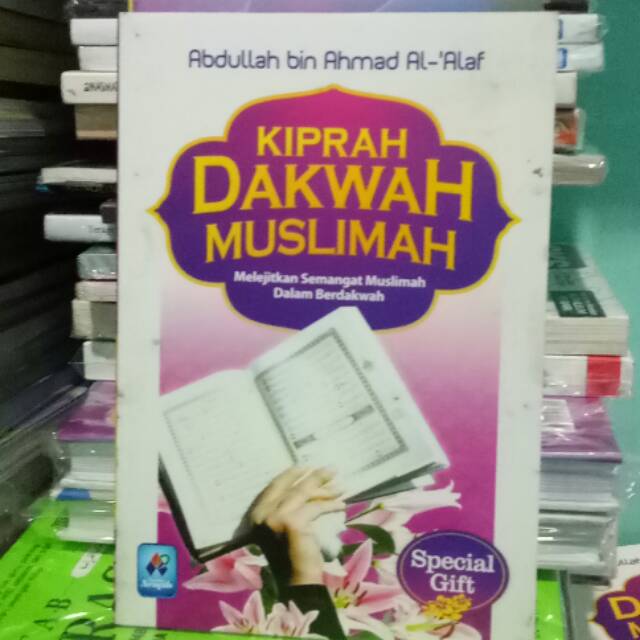 Abdullah bin Ahmad Al-'Alaf
KIPRAH
DAKWAH
MUSLIMAH
Melejitkan Semangat Muslimah
Dalam Berdakwah
Special
Gift